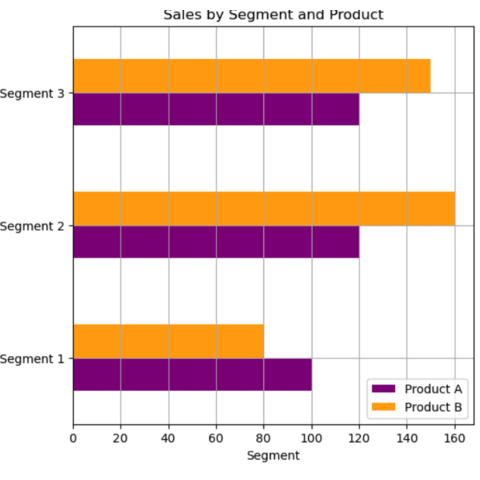 Sales by Segment and Product
Segment 3
Segment 2
Segment 1
Product A
Product B
0 20 40 60 80 100 120 140 160
Segment